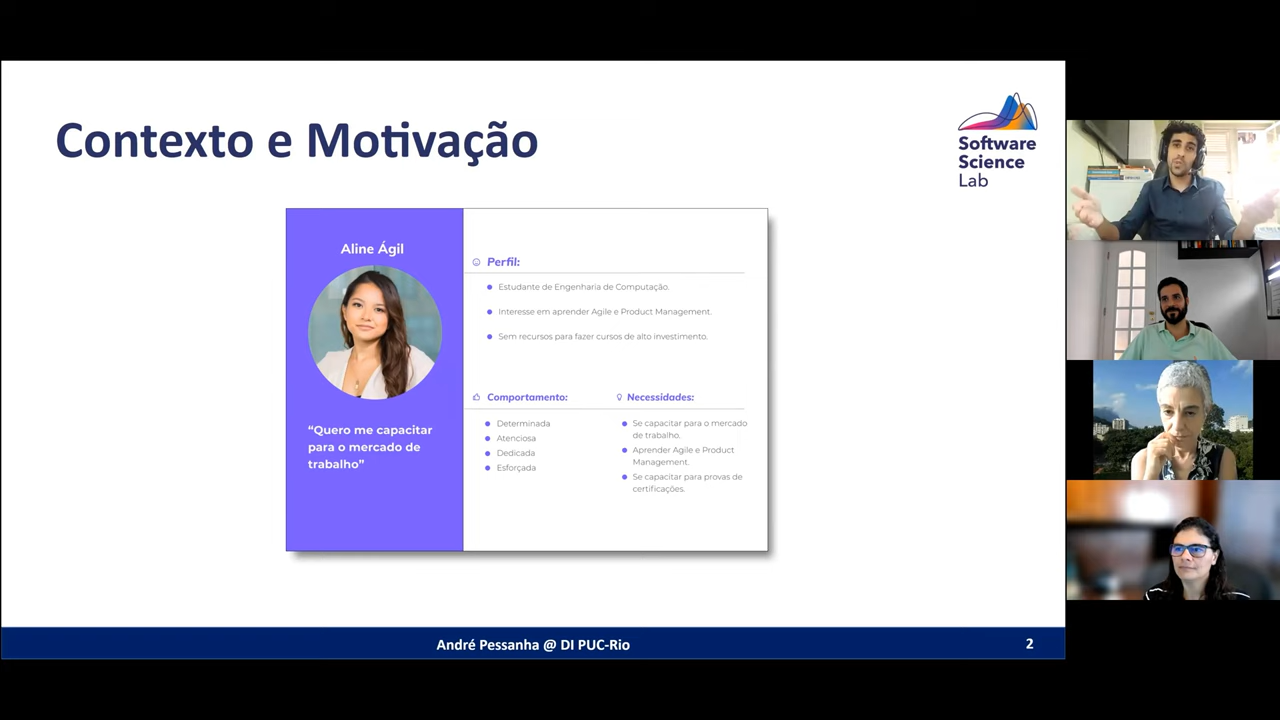 Contexto e Motivação
Software
Science
Lab
Aline Ágil
“Quero me capacitar
para o mercado de
trabalho”
Perfil:
Estudante de Engenharia de Computação.
Interesse em aprender Agile e Product Management.
Sem recursos para fazer cursos de alto investimento.
Comportamento:
Determinada
Atenciosa
Dedicada
Esforçada
Necessidades:
Se capacitar para o mercado
de trabalho.
Aprender Agile e Product
Management.
Se capacitar para provas de
certificações.
André Pessanha @ DI PUC-Rio
2